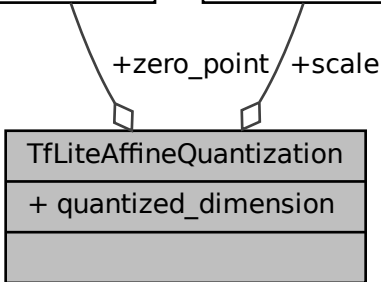 +zero_point +scale
TfLiteAffineQuantization
+ quantized_dimension